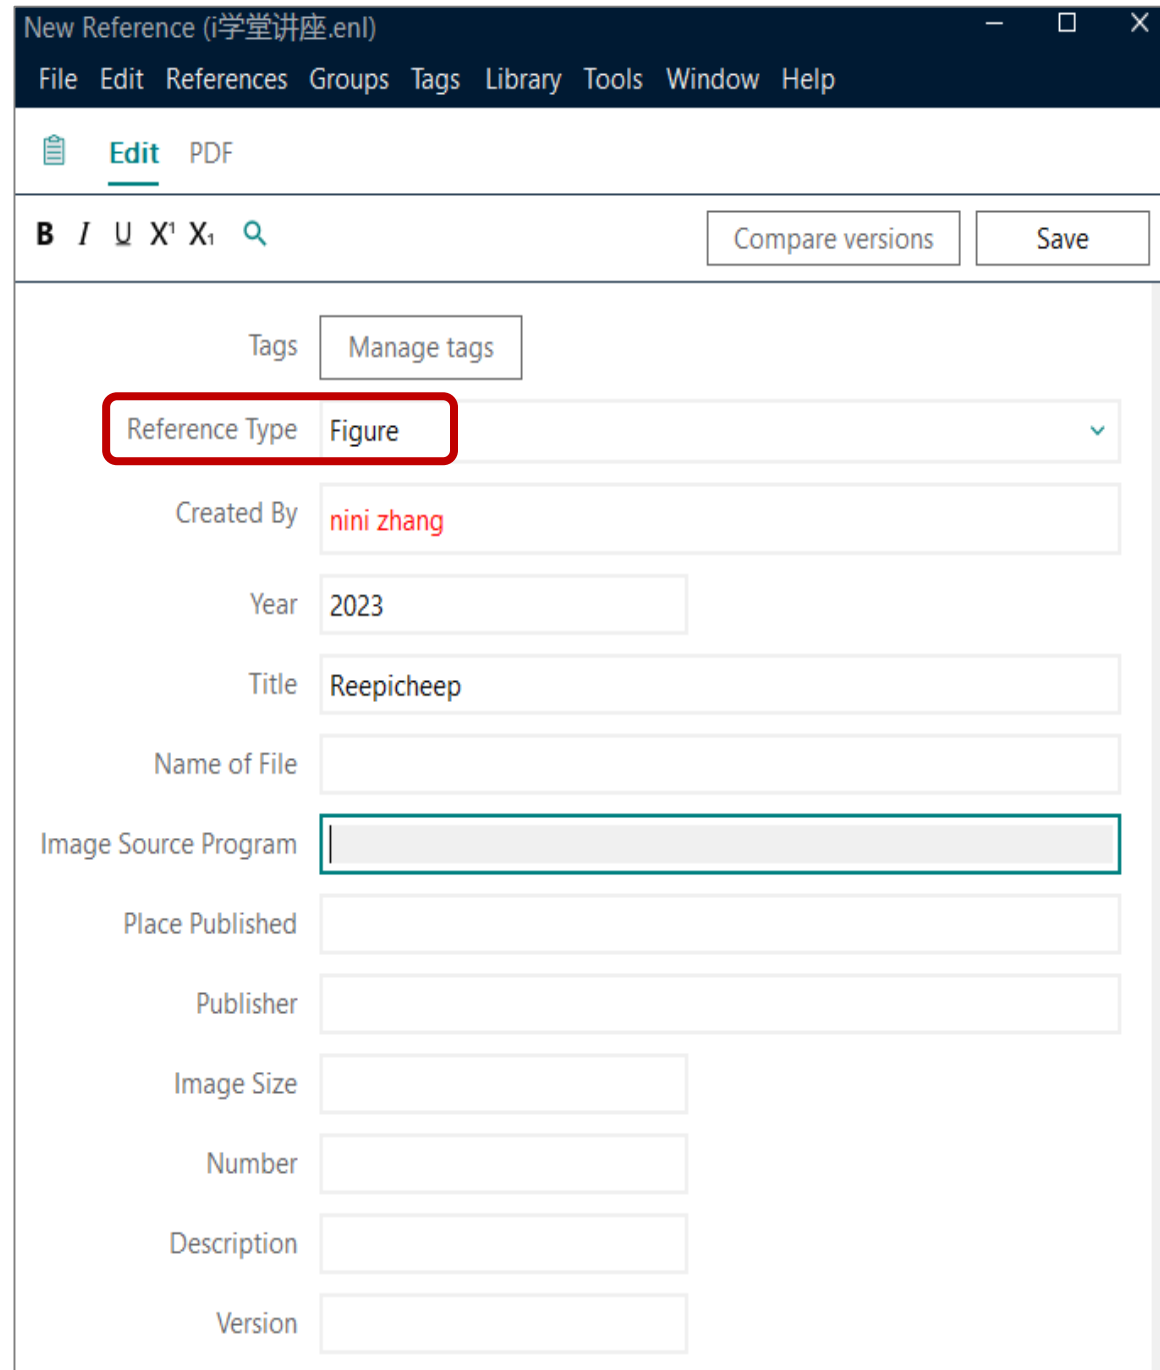 New Reference (i学堂讲座.enl)
File Edit References Groups Tags Library Tools Window Help
Edit PDF
B I U X¹ X₁ Compare versions Save
Tags Manage tags
Reference Type Figure
Created By nini zhang
Year 2023
Title Reepicheep
Name of File
Image Source Program
Place Published
Publisher
Image Size
Number
Description
Version